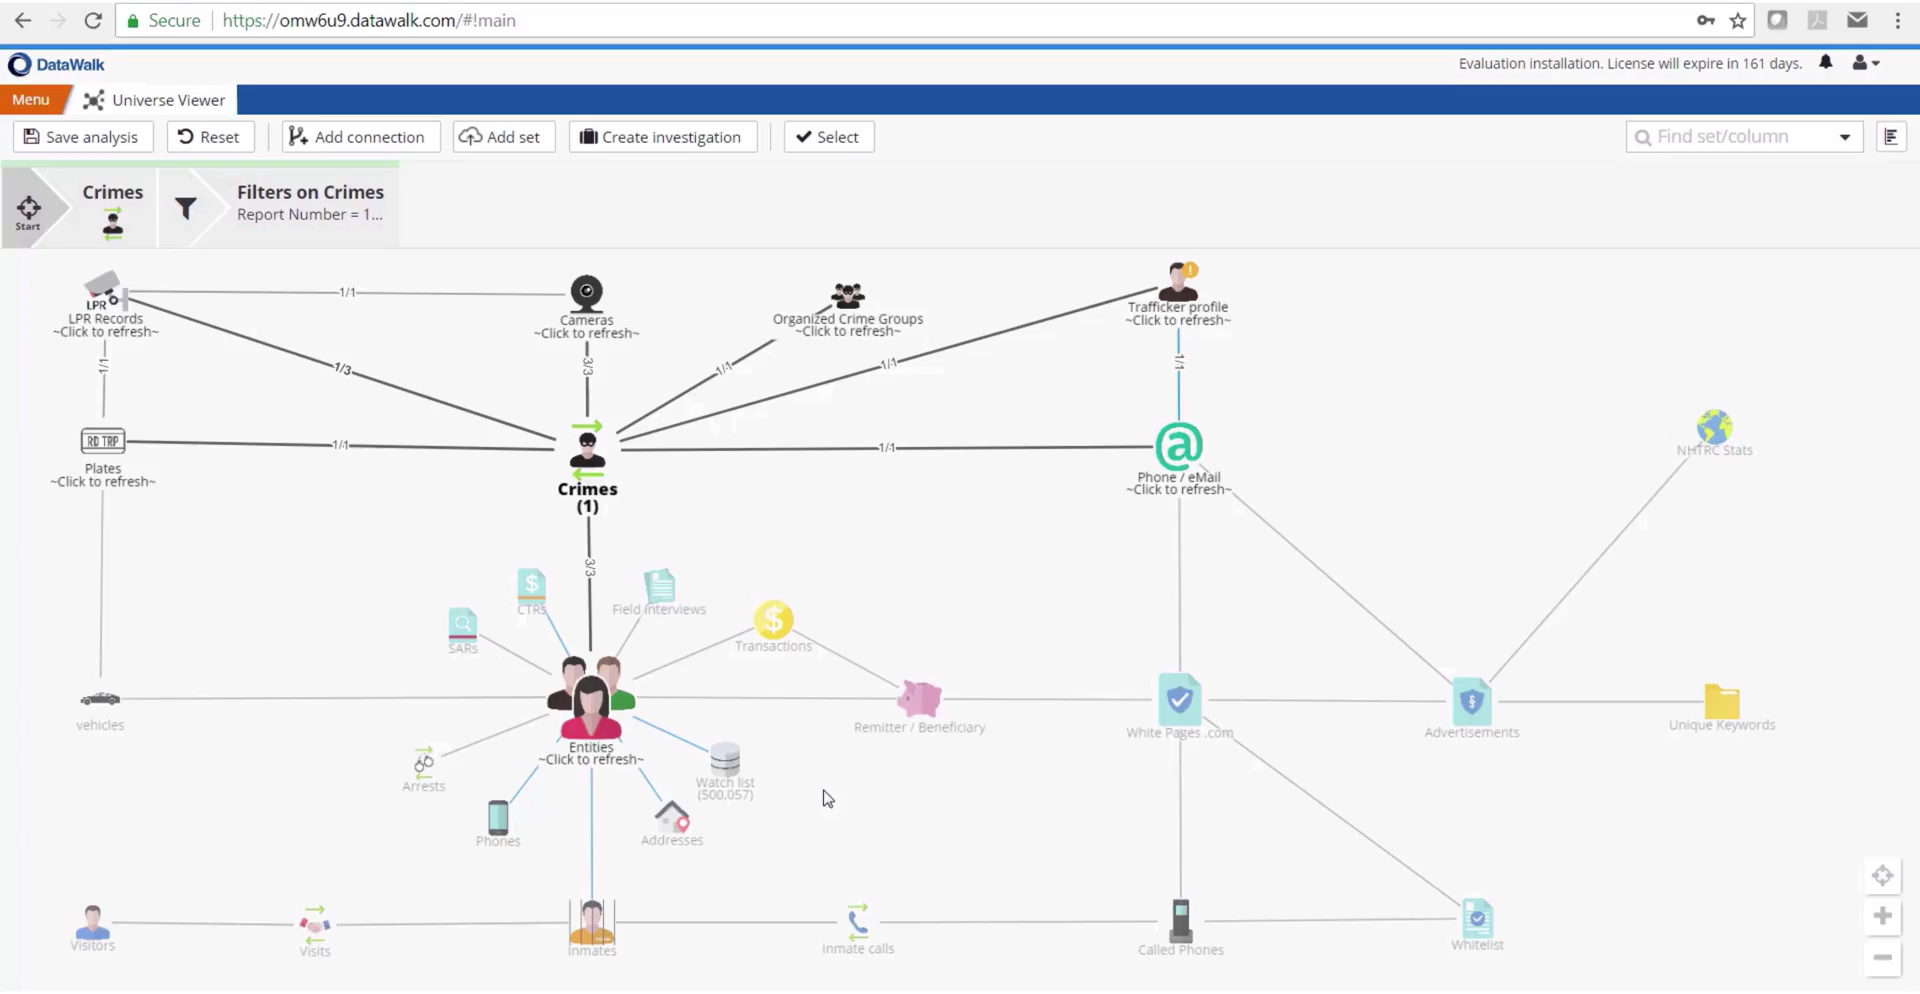 Secure https://omw6u9.datawalk.com/#!main
DataWalk
Evaluation installation. License will expire in 161 days.
Menu
Universe Viewer
Save analysis
Reset
Add connection
Add set
Create investigation
Select
Find set/column
Start
Crimes
Filters on Crimes
Report Number = 1...
LPR
LPR Records
~Click to refresh~
1/1
Cameras
~Click to refresh~
Organized Crime Groups
~Click to refresh~
Trafficker profile
~Click to refresh~
1/1
1/3
3/3
1/1
1/1
1/1
RD TRP
Plates
~Click to refresh~
1/1
Crimes
(1)
1/1
@
Phone / eMail
~Click to refresh~
NHTRC Stats
3/3
CTRs
Field Interviews
SARs
Transactions
vehicles
Entities
~Click to refresh~
Remitter / Beneficiary
White Pages .com
Advertisements
Unique Keywords
Arrests
Watch list
(500,057)
Phones
Addresses
Visitors
Visits
Inmates
Inmate calls
Called Phones
Whitelist